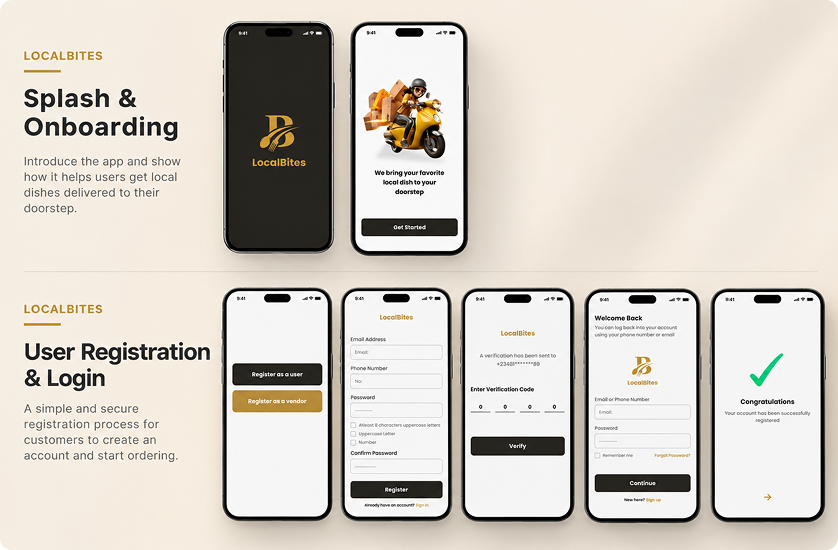 LOCALBITES
Splash &
Onboarding
Introduce the app and show
how it helps users get local
dishes delivered to their
doorstep.
9:41
LocalBites
9:41
We bring your favorite
local dish to your
doorstep
Get Started
LOCALBITES
User Registration
& Login
A simple and secure
registration process for
customers to create an
account and start ordering.
9:41
Register as a user
Register as a vendor
9:41
LocalBites
Email Address
Email:
Phone Number
No:
Password
Atleast 8 characters uppercase letters
Uppercase Letter
Number
Confirm Password
Register
Already have an account? Sign in
9:41
LocalBites
A verification has been sent to
+23481*******89
Enter Verification Code
0 0 0 0
Verify
9:41
Welcome Back
You can log back into your account
using your phone number or email
LocalBites
Email or Phone Number
Email:
Password
Remember me Forgot Password?
Continue
New here? Sign up
9:41
Congratulations
Your account has been successfully
registered